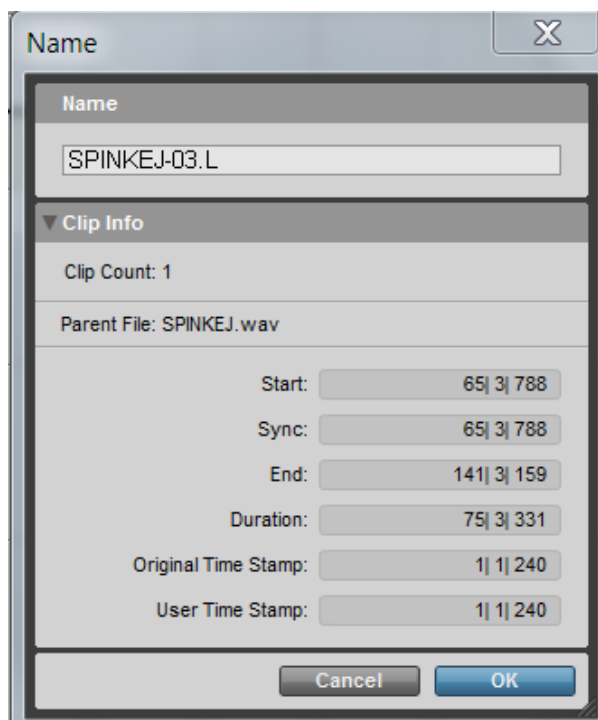 Name
Name
SPINKEJ-03.L
Clip Info
Clip Count: 1
Parent File: SPINKEJ.wav
Start: 65| 3| 788
Sync: 65| 3| 788
End: 141| 3| 159
Duration: 75| 3| 331
Original Time Stamp: 1| 1| 240
User Time Stamp: 1| 1| 240
Cancel OK